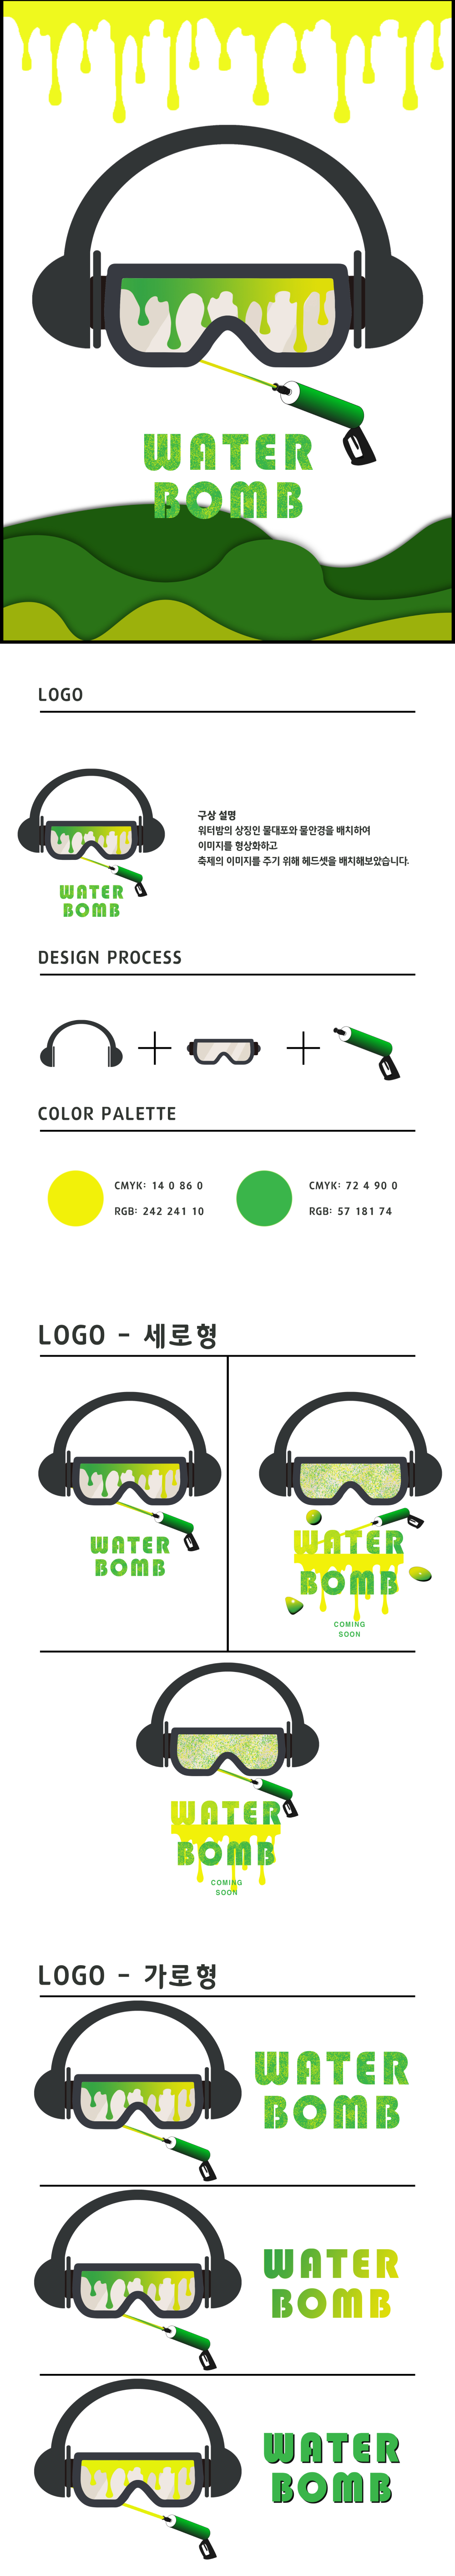 WATER
BOMB
LOGO
구상 설명
워터밤의 상징인 물대포와 물안경을 배치하여
이미지를 형상화하고
축제의 이미지를 주기 위해 헤드셋을 배치해보았습니다.
WATER
BOMB
DESIGN PROCESS
COLOR PALETTE
CMYK: 14 0 86 0
RGB: 242 241 10
CMYK: 72 4 90 0
RGB: 57 181 74
LOGO - 세로형
WATER
BOMB
WATER
BOMB
COMING
SOON
WATER
BOMB
COMING
SOON
LOGO - 가로형
WATER
BOMB
WATER
BOMB
WATER
BOMB